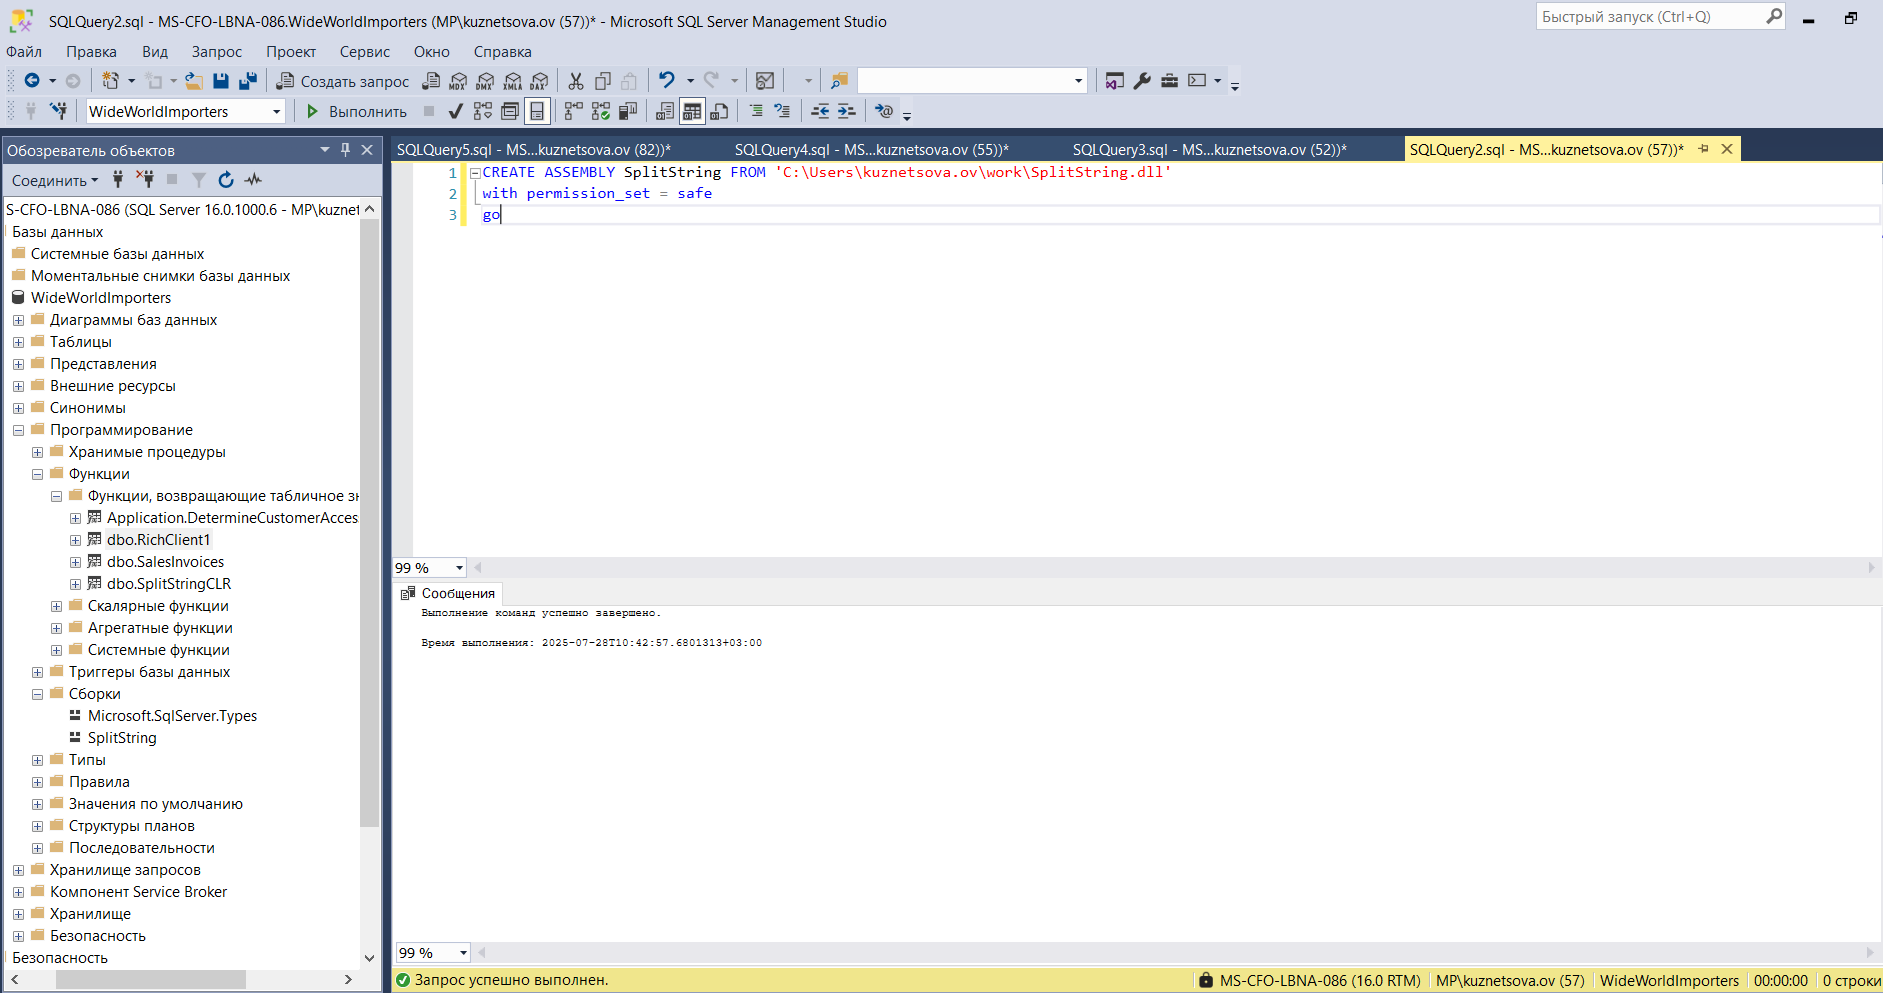 SQLQuery2.sql - MS-CFO-LBNA-086.WideWorldImporters (MP\kuznetsova.ov (57))* - Microsoft SQL Server Management Studio
Быстрый запуск (Ctrl+Q)
Файл Правка Вид Запрос Проект Сервис Окно Справка
Создать запрос MDX DMX XMLA DAX
WideWorldImporters Выполнить
Обозреватель объектов
Соединить
S-CFO-LBNA-086 (SQL Server 16.0.1000.6 - MP\kuznet
Базы данных
Системные базы данных
Моментальные снимки базы данных
WideWorldImporters
Диаграммы баз данных
Таблицы
Представления
Внешние ресурсы
Синонимы
Программирование
Хранимые процедуры
Функции
Функции, возвращающие табличное зн
Application.DetermineCustomerAcces
dbo.RichClient1
dbo.SalesInvoices
dbo.SplitStringCLR
Скалярные функции
Агрегатные функции
Системные функции
Триггеры базы данных
Сборки
Microsoft.SqlServer.Types
SplitString
Типы
Правила
Значения по умолчанию
Структуры планов
Последовательности
Хранилище запросов
Компонент Service Broker
Хранилище
Безопасность
Безопасность
SQLQuery5.sql - MS...kuznetsova.ov (82))* SQLQuery4.sql - MS...kuznetsova.ov (55))* SQLQuery3.sql - MS...kuznetsova.ov (52))* SQLQuery2.sql - MS...kuznetsova.ov (57))*
1 CREATE ASSEMBLY SplitString FROM 'C:\Users\kuznetsova.ov\work\SplitString.dll'
2 with permission_set = safe
3 go
99 %
Сообщения
Выполнение команд успешно завершено.
Время выполнения: 2025-07-28T10:42:57.6801313+03:00
99 %
Запрос успешно выполнен. MS-CFO-LBNA-086 (16.0 RTM) MP\kuznetsova.ov (57) WideWorldImporters 00:00:00 0 строки